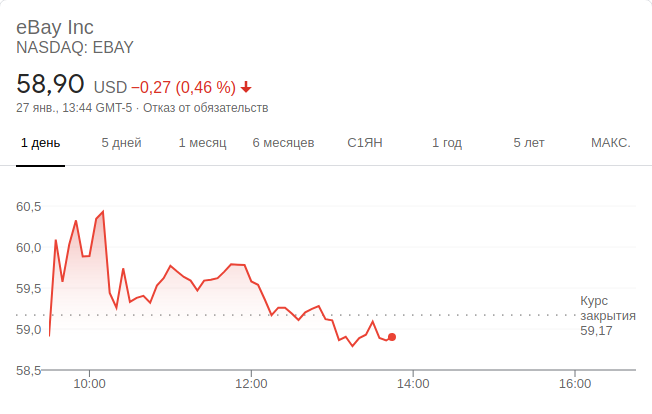 eBay Inc
NASDAQ: EBAY
58,90 USD −0,27 (0,46 %)
27 янв., 13:44 GMT-5 · Отказ от обязательств
1 день 5 дней 1 месяц 6 месяцев С1ЯН 1 год 5 лет МАКС.
60,5
60,0
59,5
59,0
58,5
Курс
закрытия
59,17
10:00 12:00 14:00 16:00